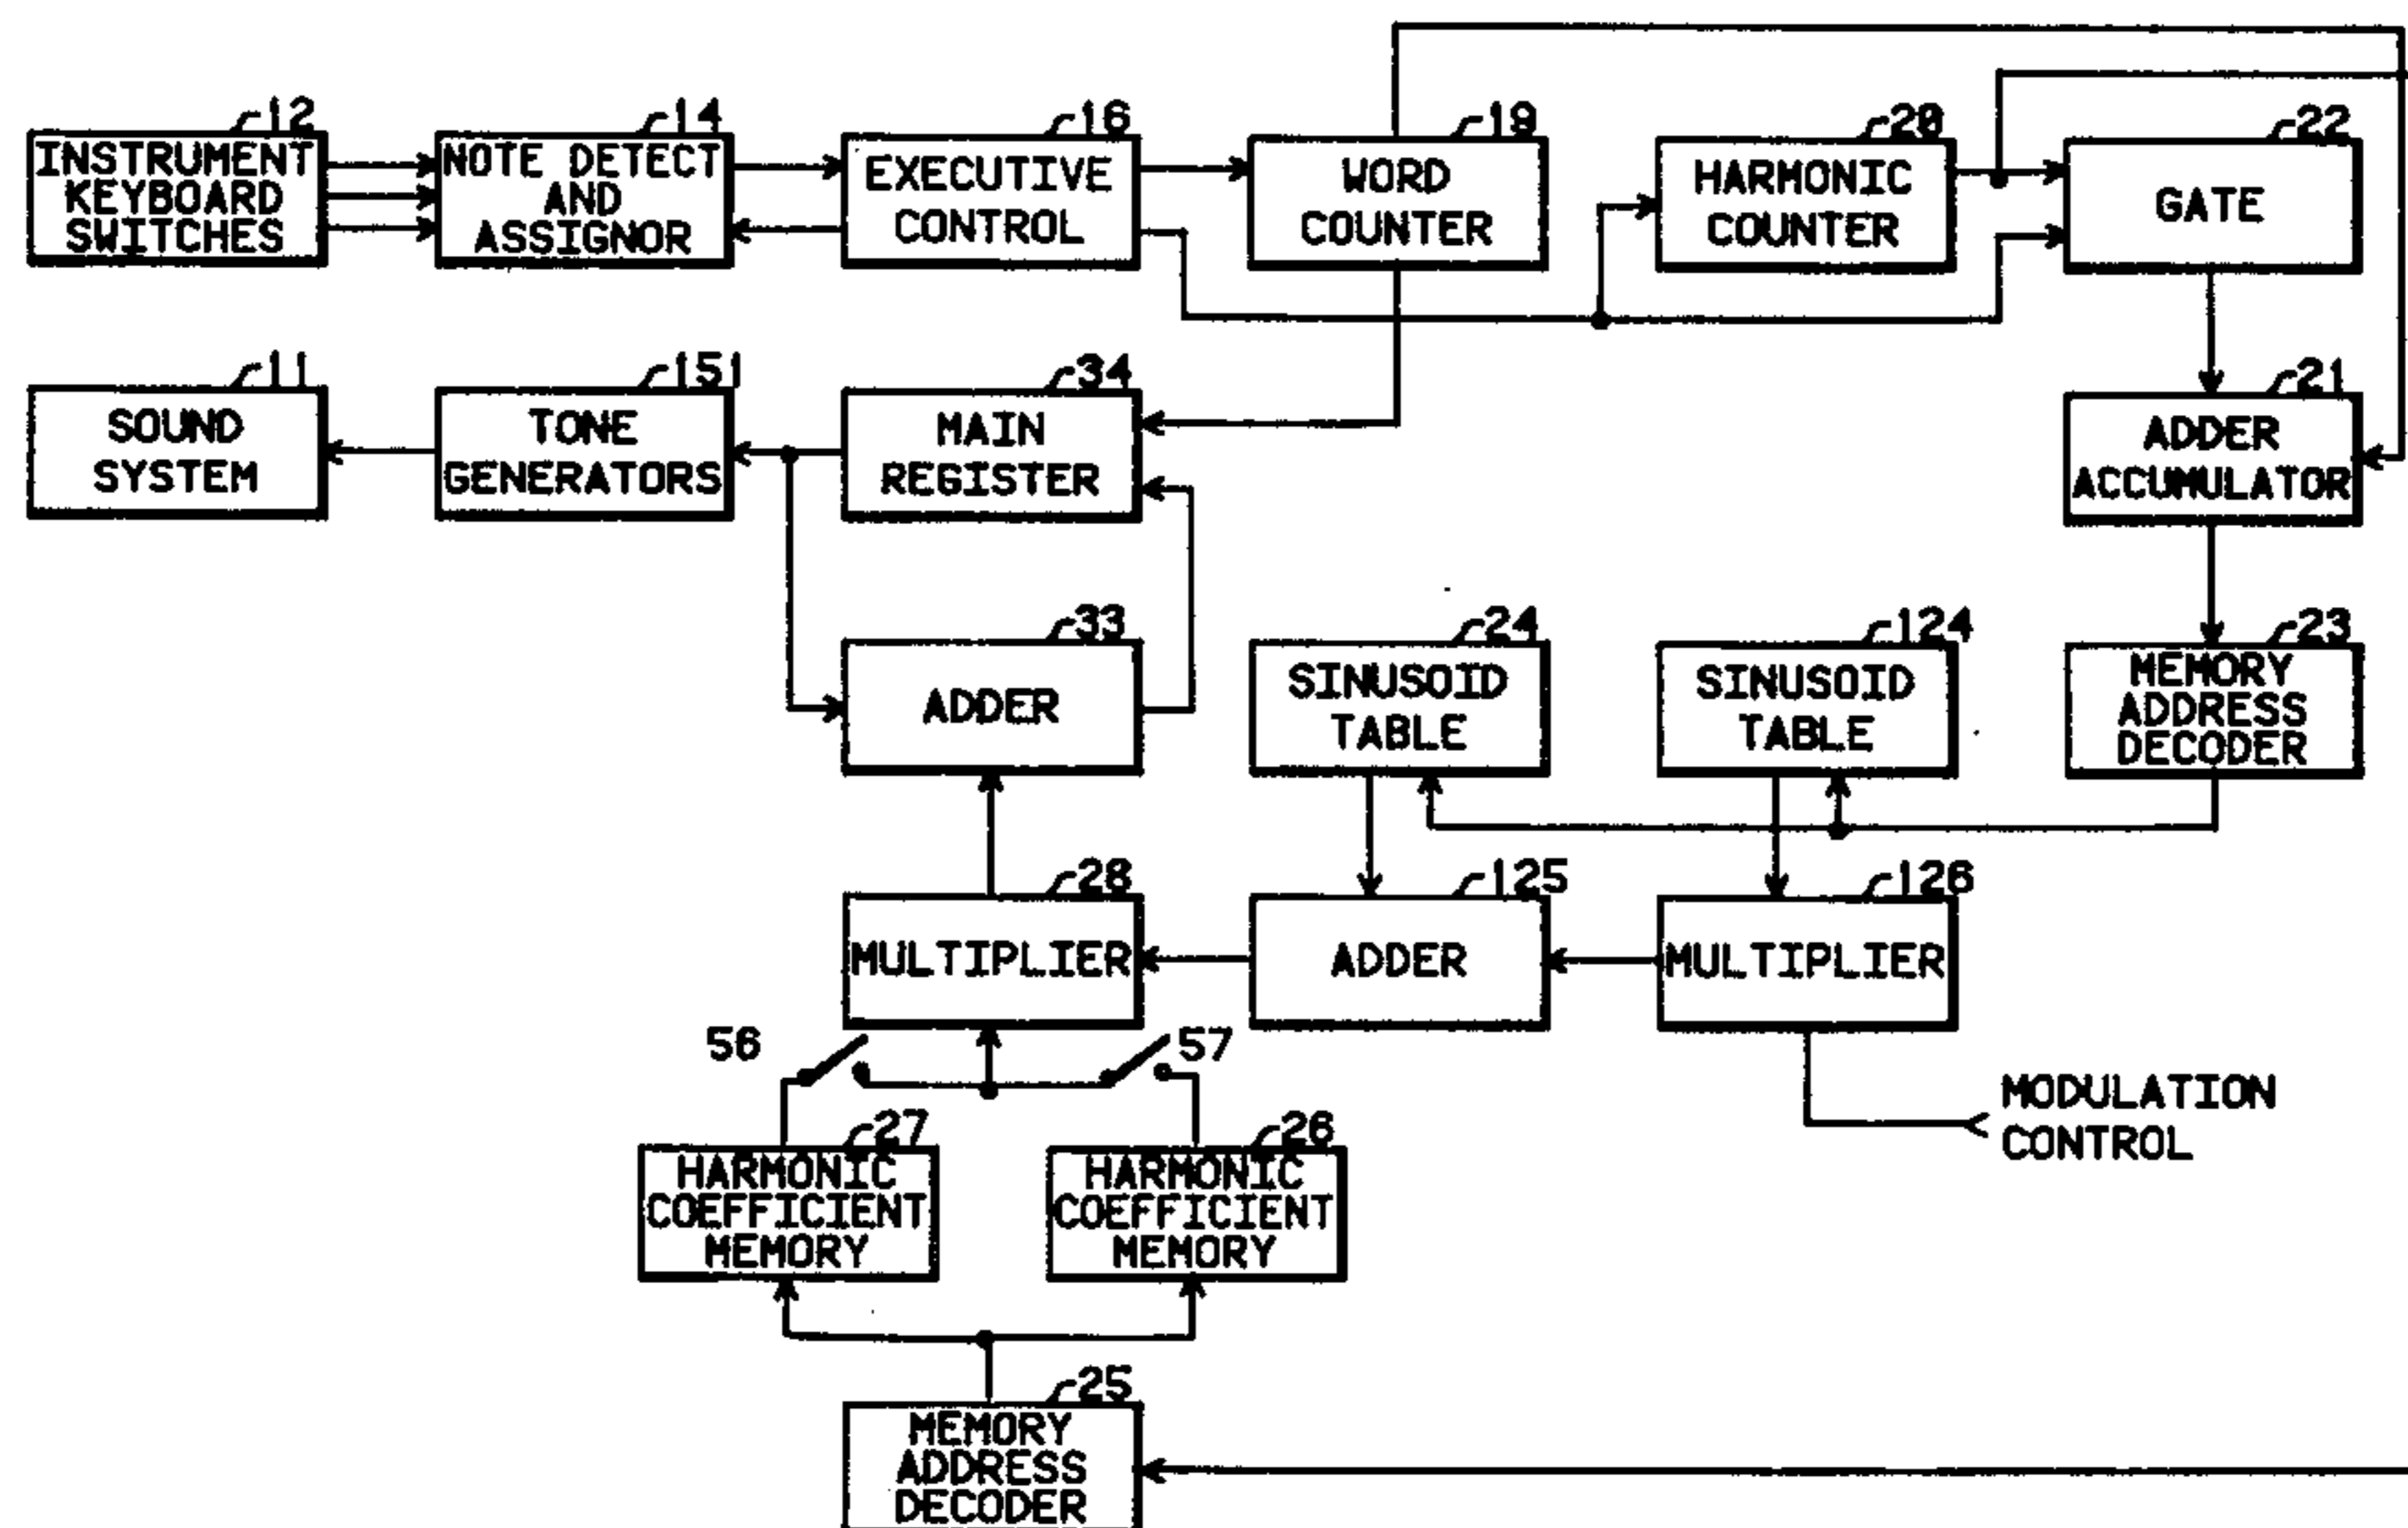 12
INSTRUMENT
KEYBOARD
SWITCHES
14
NOTE DETECT
AND
ASSIGNOR
16
EXECUTIVE
CONTROL
19
WORD
COUNTER
20
HARMONIC
COUNTER
22
GATE
11
SOUND
SYSTEM
151
TONE
GENERATORS
34
MAIN
REGISTER
21
ADDER
ACCUMULATOR
33
ADDER
24
SINUSOID
TABLE
124
SINUSOID
TABLE
23
MEMORY
ADDRESS
DECODER
28
MULTIPLIER
125
ADDER
126
MULTIPLIER
56
57
MODULATION
CONTROL
27
HARMONIC
COEFFICIENT
MEMORY
26
HARMONIC
COEFFICIENT
MEMORY
25
MEMORY
ADDRESS
DECODER